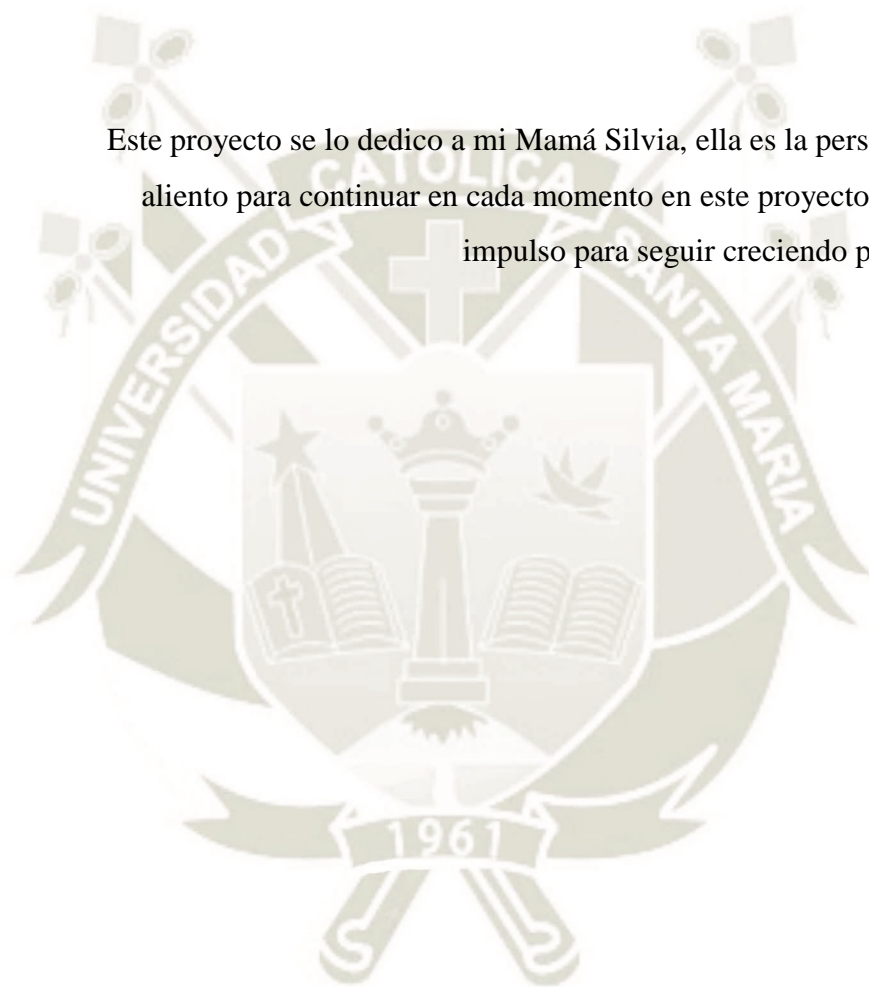 Este proyecto se lo dedico a mi Mamá Silvia, ella es la pers
aliento para continuar en cada momento en este proyecto
impulso para seguir creciendo p
UNIVERSIDAD CATOLICA SANTA MARIA
1961
S S